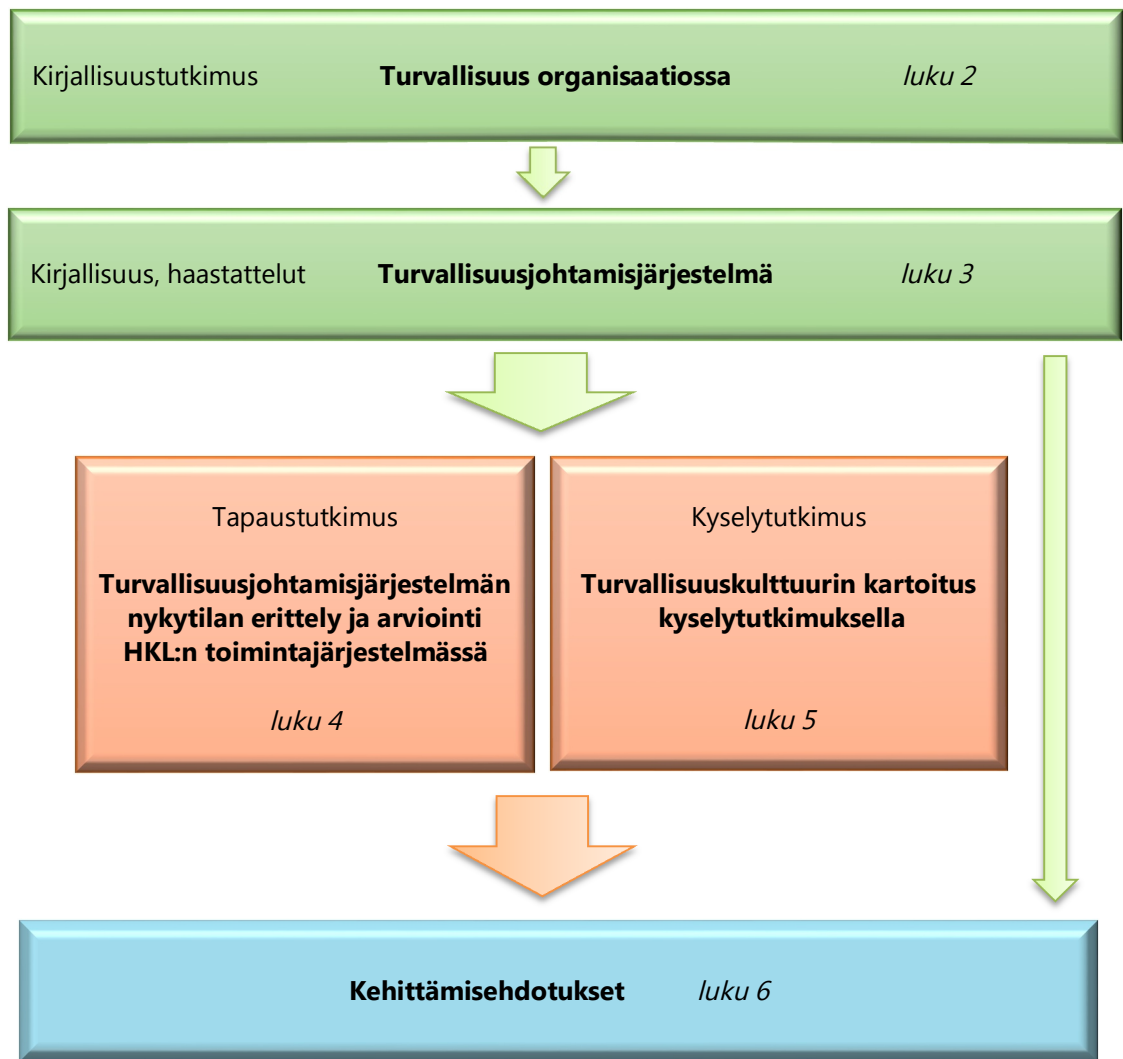 Kirjallisuustutkimus Turvallisuus organisaatiossa luku 2
Kirjallisuus, haastattelut Turvallisuusjohtamisjärjestelmä luku 3
Tapaustutkimus
Turvallisuusjohtamisjärjestelmän
nykytilan erittely ja arviointi
HKL:n toimintajärjestelmässä
luku 4
Kyselytutkimus
Turvallisuuskulttuurin kartoitus
kyselytutkimuksella
luku 5
Kehittämisehdotukset luku 6